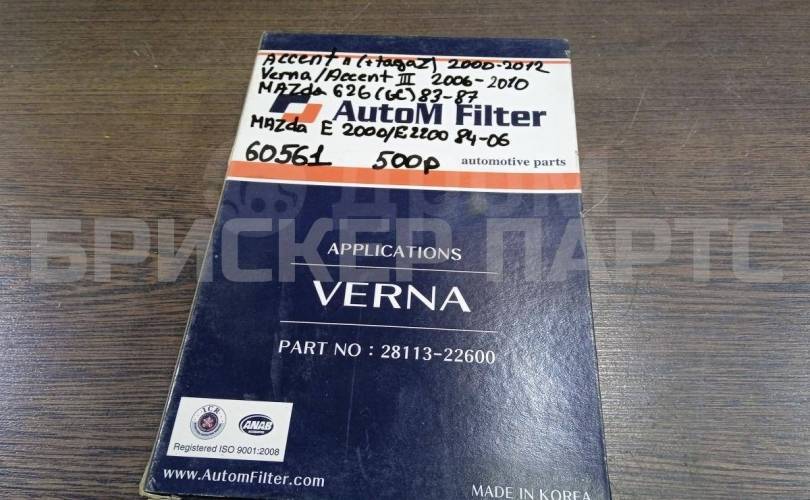 Accent II (+tagaz) 2000-2012
Verna/Accent III 2006-2010
MAZda 626 (GC) 83-87
AutoM Filter
MAZda E 2000/E2200 84-06
60561 500р
automotive parts
ДРОМ
БРИСКЕР ПАРТС
APPLICATIONS
VERNA
PART NO : 28113-22600
ICR
ANAB
Registered ISO 9001:2008
www.AutomFilter.com
MADE IN KOREA